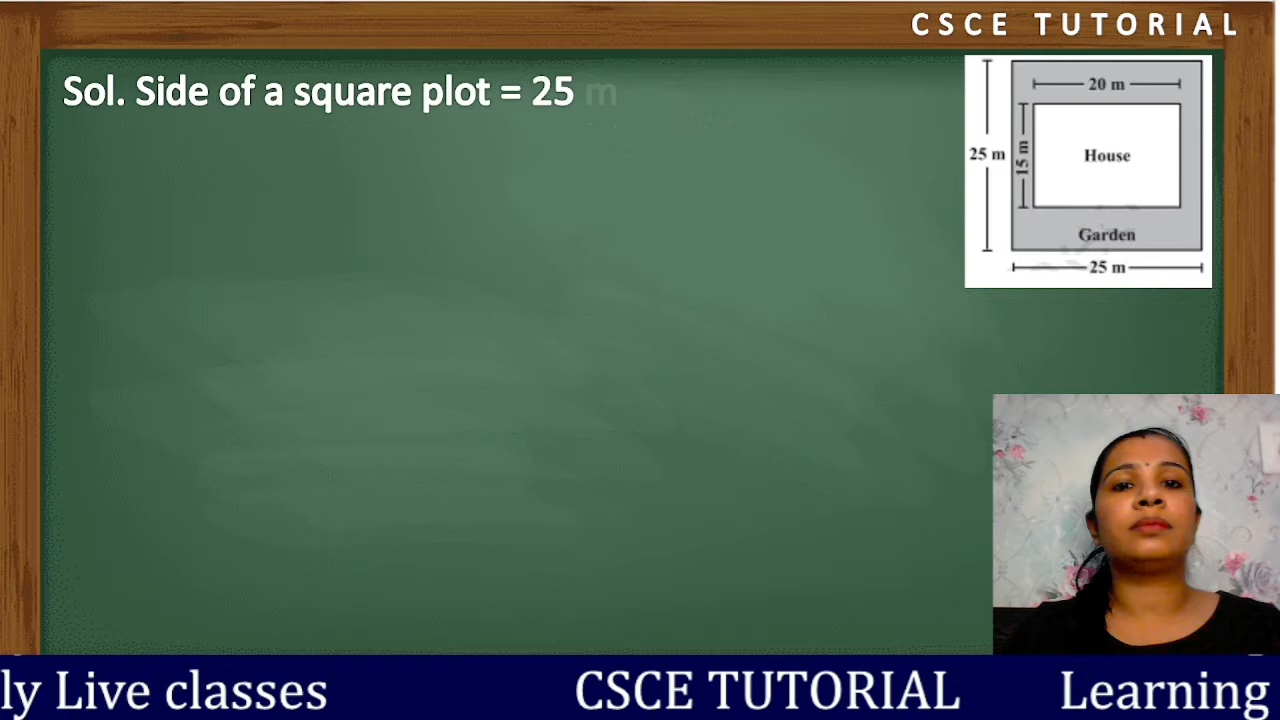 CSCE TUTORIAL
Sol. Side of a square plot = 25 m
20 m
25 m
15 m
House
Garden
25 m
ly Live classes CSCE TUTORIAL Learning